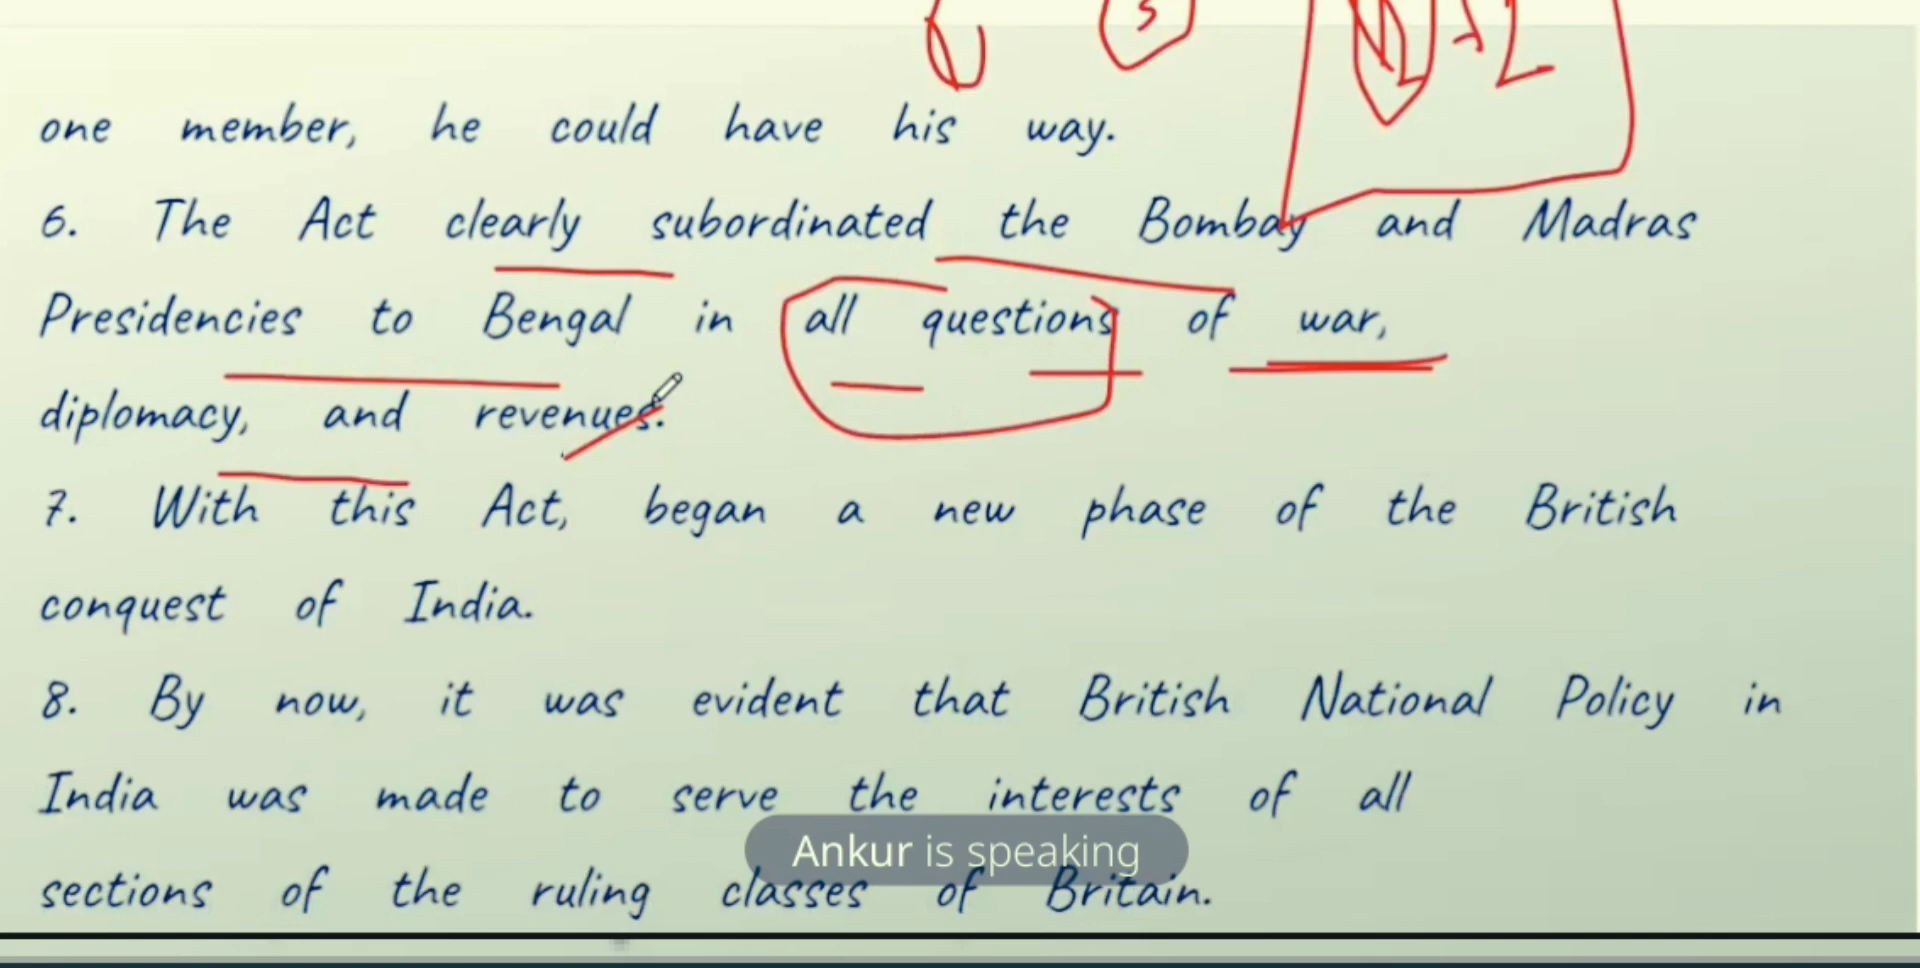 one member, he could have his way.
6. The Act clearly subordinated the Bombay and Madras
Presidencies to Bengal in all questions of war,
diplomacy, and revenues.
7. With this Act, began a new phase of the British
conquest of India.
8. By now, it was evident that British National Policy in
India was made to serve the interests of all
Ankur is speaking
sections of the ruling classes of Britain.